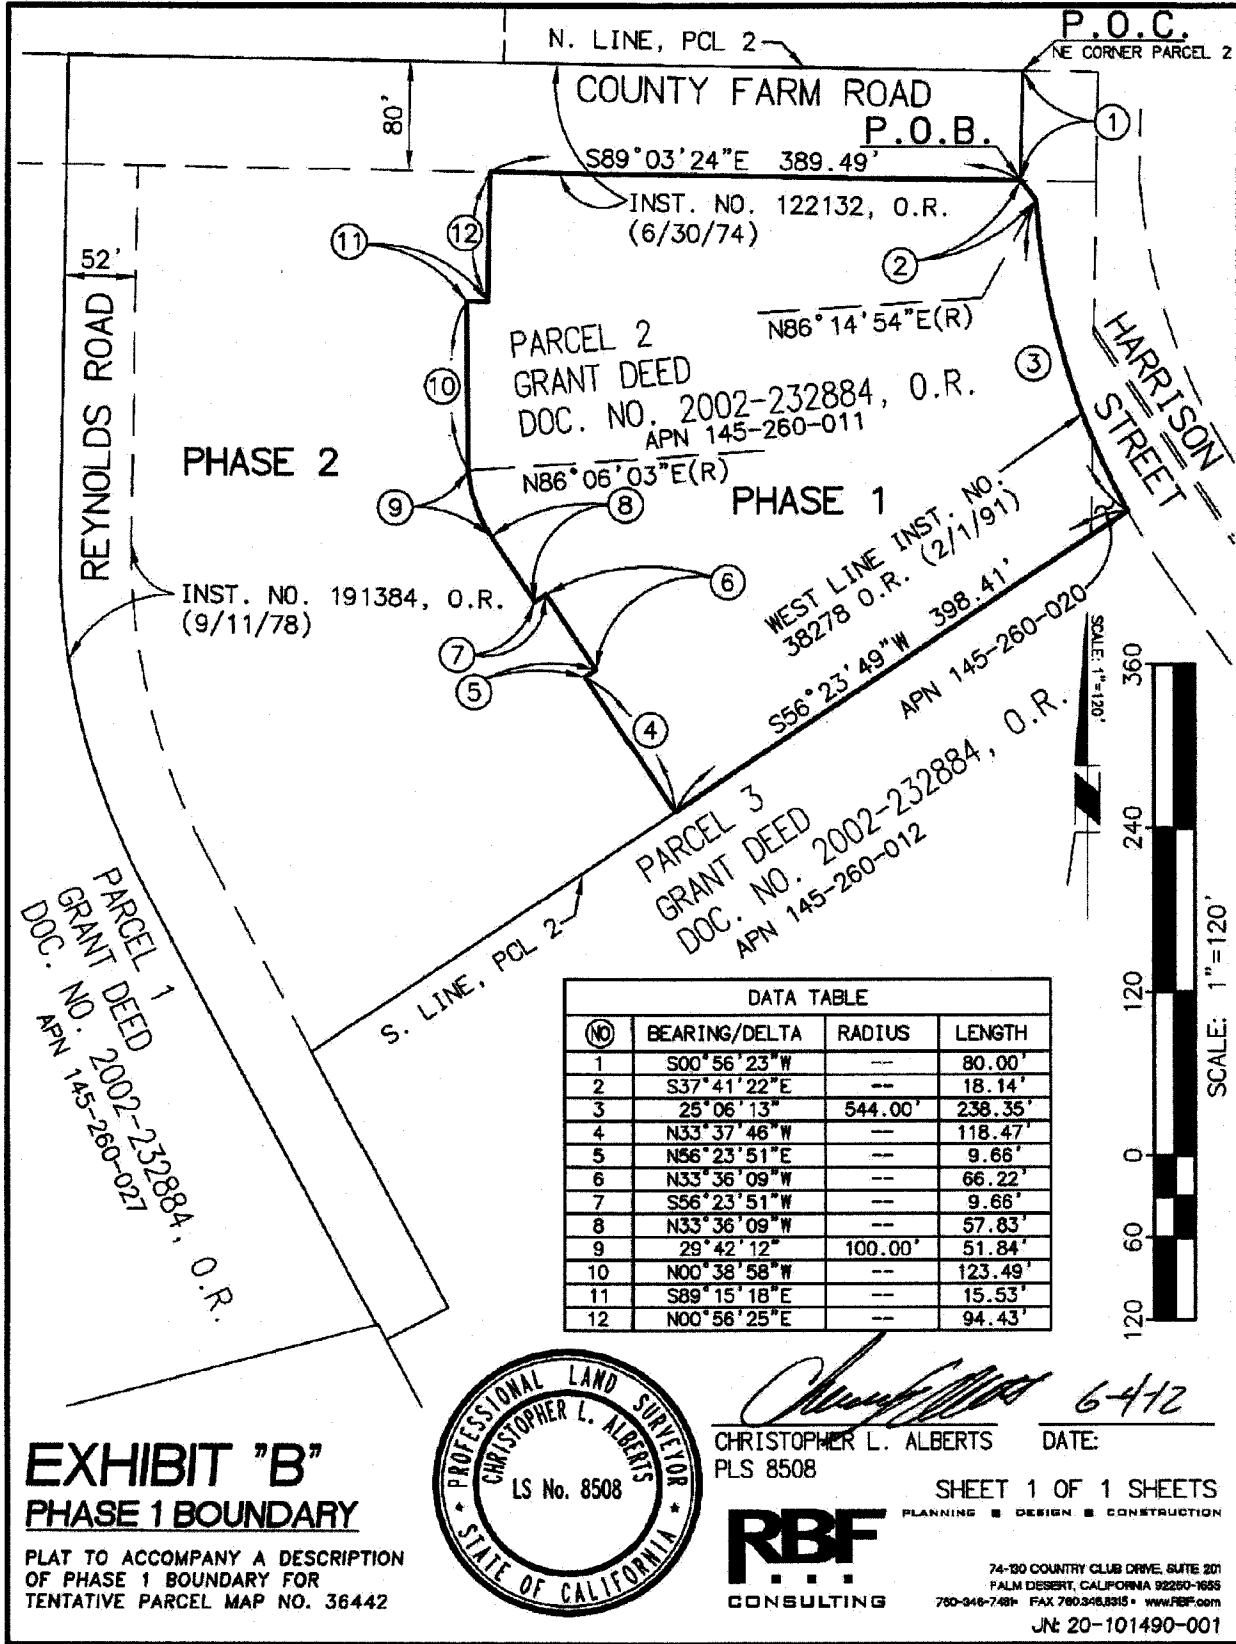 P.O.C.
NE CORNER PARCEL 2
N. LINE, PCL 2
COUNTY FARM ROAD
80'
P.O.B.
1
S89°03'24"E 389.49'
INST. NO. 122132, O.R.
(6/30/74)
12
11
2
52'
N86°14'54"E(R)
REYNOLDS ROAD
PARCEL 2
GRANT DEED
DOC. NO. 2002-232884, O.R.
APN 145-260-011
3
HARRISON
STREET
10
PHASE 2
N86°06'03"E(R)
PHASE 1
9
8
WEST LINE INST. NO.
38278 O.R. (2/1/91)
6
INST. NO. 191384, O.R.
(9/11/78)
7
5
4
S56°23'49"W 398.41'
APN 145-260-020
SCALE: 1"=120'
PARCEL 3
GRANT DEED
DOC. NO. 2002-232884, O.R.
APN 145-260-012
S. LINE, PCL 2
PARCEL 1
GRANT DEED
DOC. NO. 2002-232884, O.R.
APN 145-260-027
360
240
120
0
60
120
SCALE: 1"=120'
DATA TABLE
NO BEARING/DELTA RADIUS LENGTH
1 S00°56'23"W -- 80.00'
2 S37°41'22"E -- 18.14'
3 25°06'13" 544.00' 238.35'
4 N33°37'46"W -- 118.47'
5 N56°23'51"E -- 9.66'
6 N33°36'09"W -- 66.22'
7 S56°23'51"W -- 9.66'
8 N33°36'09"W -- 57.83'
9 29°42'12" 100.00' 51.84'
10 N00°38'58"W -- 123.49'
11 S89°15'18"E -- 15.53'
12 N00°56'25"E -- 94.43'
PROFESSIONAL LAND SURVEYOR
CHRISTOPHER L. ALBERTS
LS No. 8508
STATE OF CALIFORNIA
6-4-12
CHRISTOPHER L. ALBERTS DATE:
PLS 8508
EXHIBIT "B"
PHASE 1 BOUNDARY
PLAT TO ACCOMPANY A DESCRIPTION
OF PHASE 1 BOUNDARY FOR
TENTATIVE PARCEL MAP NO. 36442
SHEET 1 OF 1 SHEETS
RBF
CONSULTING
PLANNING ■ DESIGN ■ CONSTRUCTION
74-130 COUNTRY CLUB DRIVE, SUITE 201
PALM DESERT, CALIFORNIA 92260-1655
760-346-7481 • FAX 760.346.8315 • www.RBF.com
JN: 20-101490-001